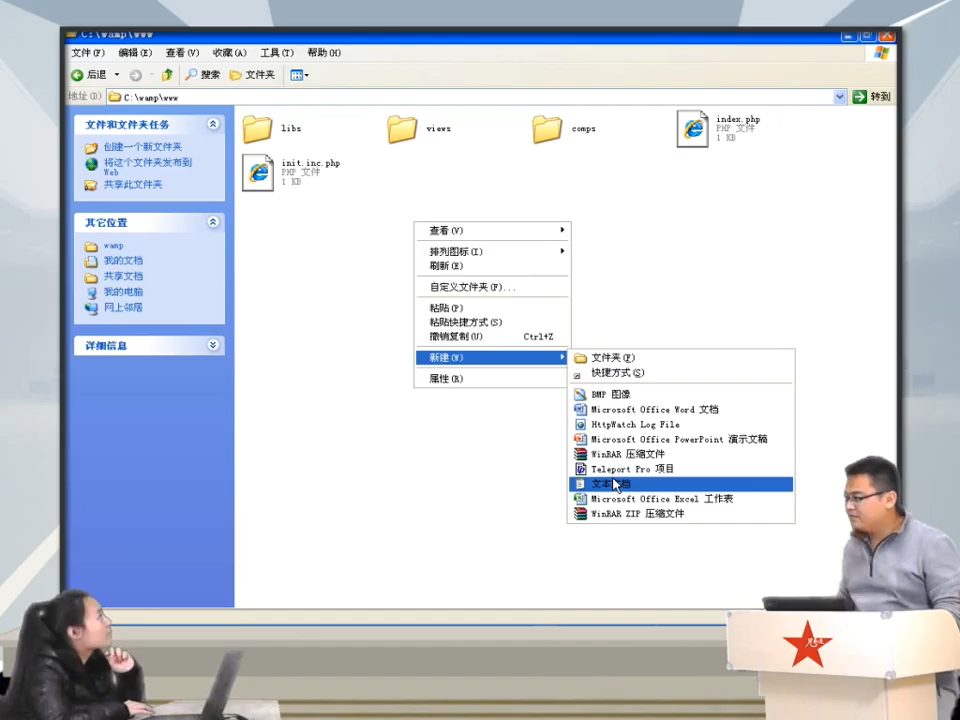 C:\wamp\www
文件(F) 编辑(E) 查看(V) 收藏(A) 工具(T) 帮助(H)
后退 搜索 文件夹
地址(D) C:\wamp\www 转到
文件和文件夹任务
创建一个新文件夹
将这个文件夹发布到
Web
共享此文件夹
其它位置
wamp
我的文档
共享文档
我的电脑
网上邻居
详细信息
libs
views
comps
index.php
PHP 文件
1 KB
init.inc.php
PHP 文件
1 KB
查看(V)
排列图标(I)
刷新(E)
自定义文件夹(F)...
粘贴(P)
粘贴快捷方式(S)
撤销复制(U) Ctrl+Z
新建(W)
属性(R)
文件夹(F)
快捷方式(S)
BMP 图像
Microsoft Office Word 文档
HttpWatch Log File
Microsoft Office PowerPoint 演示文稿
WinRAR 压缩文件
Teleport Pro 项目
文本文档
Microsoft Office Excel 工作表
WinRAR ZIP 压缩文件